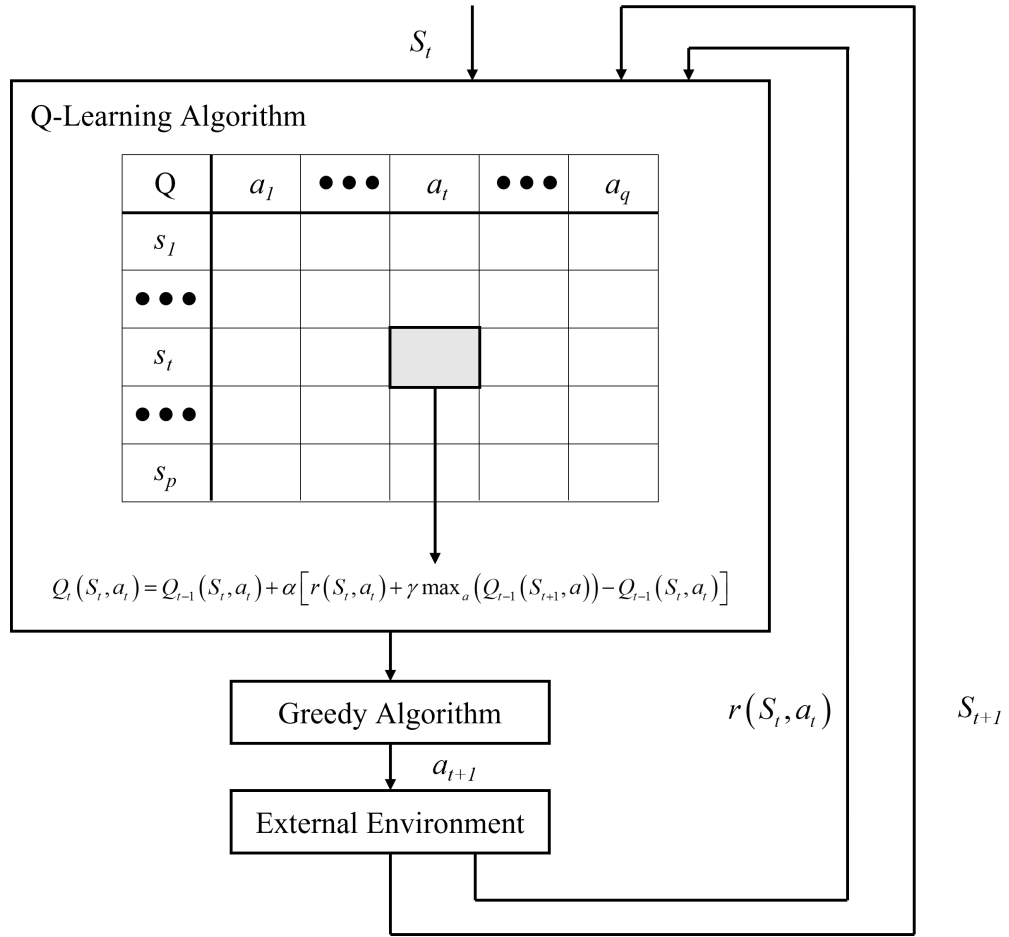 S_t
Q-Learning Algorithm
Q a_1 ••• a_t ••• a_q
s_1
•••
s_t
•••
s_p
Q_t(S_t,a_t)=Q_{t−1}(S_t,a_t)+α[r(S_t,a_t)+γ max_a(Q_{t−1}(S_{t+1},a))−Q_{t−1}(S_t,a_t)]
Greedy Algorithm
r(S_t,a_t)
S_{t+1}
a_{t+1}
External Environment